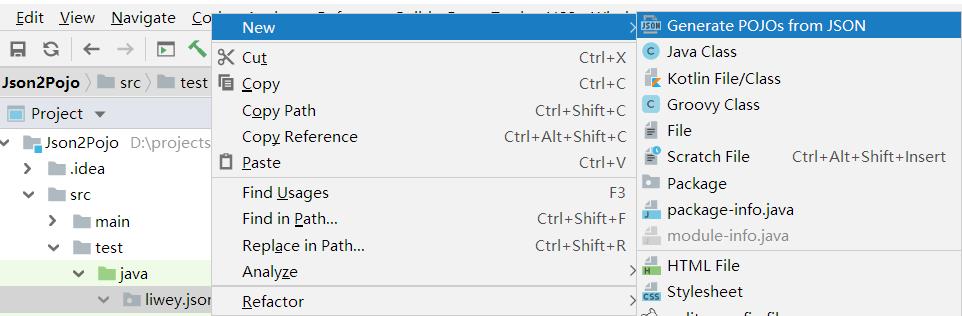 Edit View Navigate
New
Generate POJOs from JSON
Java Class
Kotlin File/Class
Groovy Class
File
Scratch File Ctrl+Alt+Shift+Insert
Package
package-info.java
module-info.java
HTML File
Stylesheet
Cut Ctrl+X
Copy Ctrl+C
Copy Path Ctrl+Shift+C
Copy Reference Ctrl+Alt+Shift+C
Paste Ctrl+V
Find Usages F3
Find in Path... Ctrl+Shift+F
Replace in Path... Ctrl+Shift+R
Analyze
Refactor
Json2Pojo src test
Project
Json2Pojo D:\projects
.idea
src
main
test
java
liwey.json